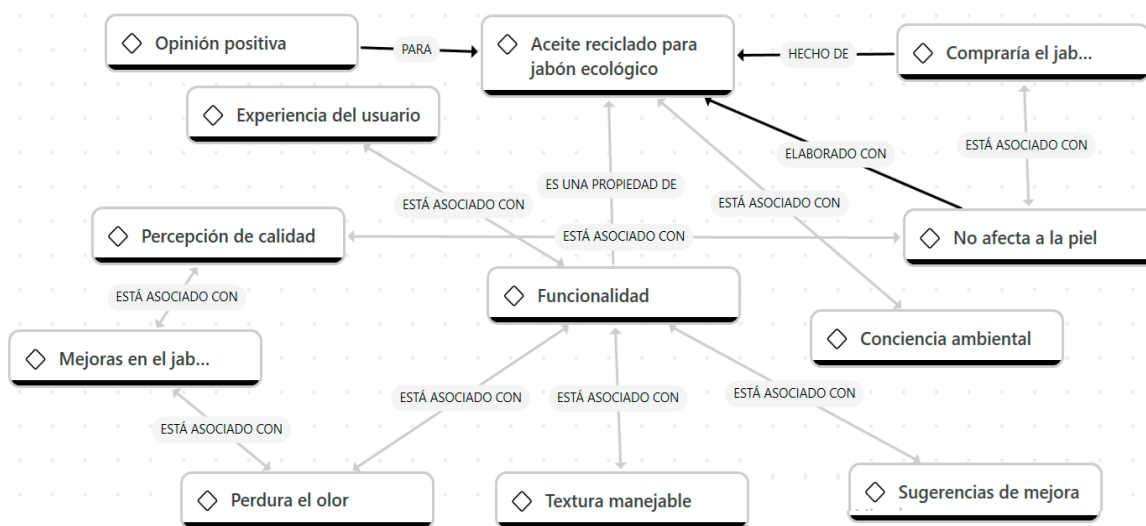 Opinión positiva
PARA
Aceite reciclado para
jabón ecológico
HECHO DE
Compraría el jab...
Experiencia del usuario
ELABORADO CON
ESTÁ ASOCIADO CON
ES UNA PROPIEDAD DE
ESTÁ ASOCIADO CON
ESTÁ ASOCIADO CON
Percepción de calidad
ESTÁ ASOCIADO CON
No afecta a la piel
ESTÁ ASOCIADO CON
Funcionalidad
Mejoras en el jab...
Conciencia ambiental
ESTÁ ASOCIADO CON
ESTÁ ASOCIADO CON
ESTÁ ASOCIADO CON
ESTÁ ASOCIADO CON
Perdura el olor
Textura manejable
Sugerencias de mejora